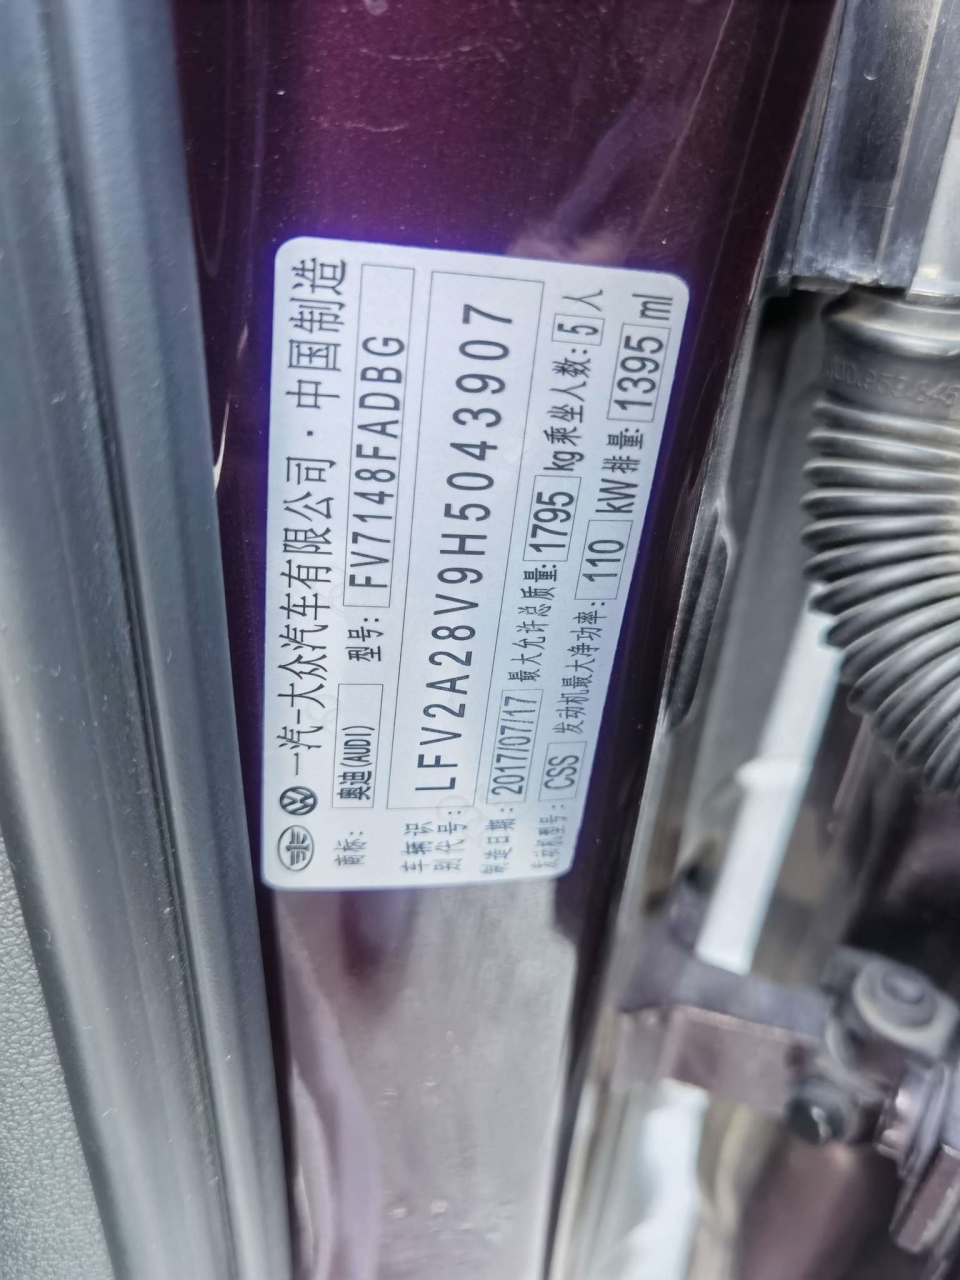 一汽-大众汽车有限公司·中国制造
商标: 奥迪(AUDI) 型号: FV7148FADBG
车辆识别代号: LFV2A28V9H5043907
制造日期: 2017/07/17 最大允许总质量: 1795 kg 乘坐人数: 5 人
发动机型号: CSS 发动机最大净功率: 110 kW 排量: 1395 ml